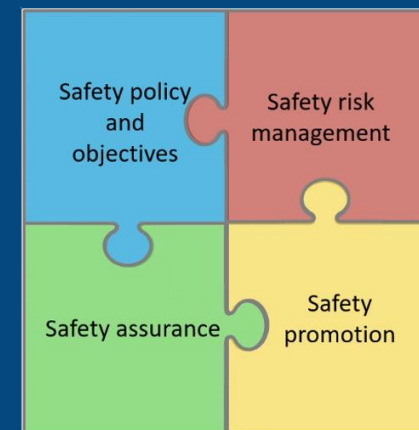 Safety policy
and
objectives
Safety risk
management
Safety assurance
Safety
promotion